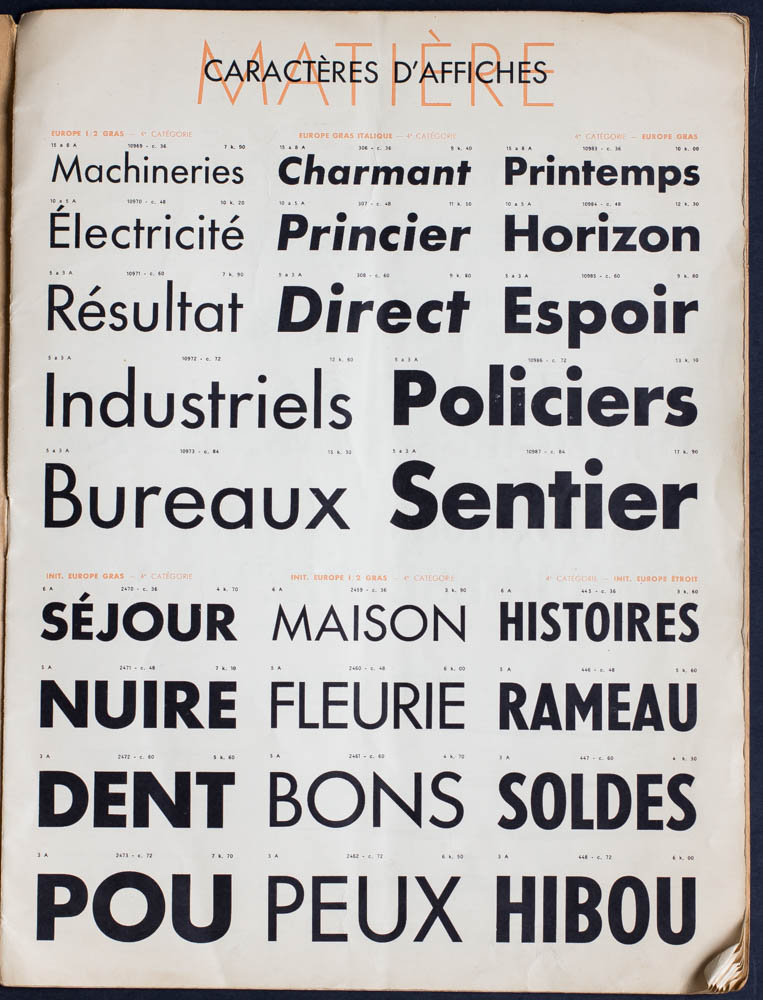 MATIÈRE
CARACTÈRES D'AFFICHES
EUROPE 1/2 GRAS — 4e CATÉGORIE
EUROPE GRAS ITALIQUE — 4e CATÉGORIE
4e CATÉGORIE — EUROPE GRAS
15 a 8 A 10969 - c. 36 7 k. 90
15 à 8 A 306 - c. 36 9 k. 40
15 a 8 A 10983 - c. 36 10 k. 00
Machineries Charmant Printemps
10 a 5 A 10970 - c. 48 10 k. 20
10 a 5 A 307 - c. 48 11 k. 50
10 a 5 A 10984 - c. 48 12 k. 30
Électricité Princier Horizon
5 a 3 A 10971 - c. 60 7 k. 90
5 a 3 A 308 - c. 60 9 k. 80
5 a 3 A 10985 - c. 60 9 k. 60
Résultat Direct Espoir
5 a 3 A 10972 - c. 72 12 k. 60
5 a 3 A 10986 - c. 72 13 k. 10
Industriels Policiers
5 a 3 A 10973 - c. 84 15 k. 50
5 a 3 A 10987 - c. 84 17 k. 90
Bureaux Sentier
INIT. EUROPE GRAS — 4e CATÉGORIE
INIT. EUROPE 1/2 GRAS — 4e CATÉGORIE
4e CATÉGORIE — INIT. EUROPE ÉTROIT
6 A 2470 - c. 36 4 k. 70
6 A 2459 - c. 36 3 k. 90
6 A 445 - c. 36 3 k. 60
SÉJOUR MAISON HISTOIRES
5 A 2471 - c. 48 7 k. 10
5 A 2460 - c. 48 6 k. 00
5 A 446 - c. 48 5 k. 60
NUIRE FLEURIE RAMEAU
3 A 2472 - c. 60 5 k. 60
3 A 2461 - c. 60 4 k. 70
3 A 447 - c. 60 4 k. 30
DENT BONS SOLDES
3 A 2473 - c. 72 7 k. 70
3 A 2462 - c. 72 6 k. 50
3 A 448 - c. 72 6 k. 00
POU PEUX HIBOU